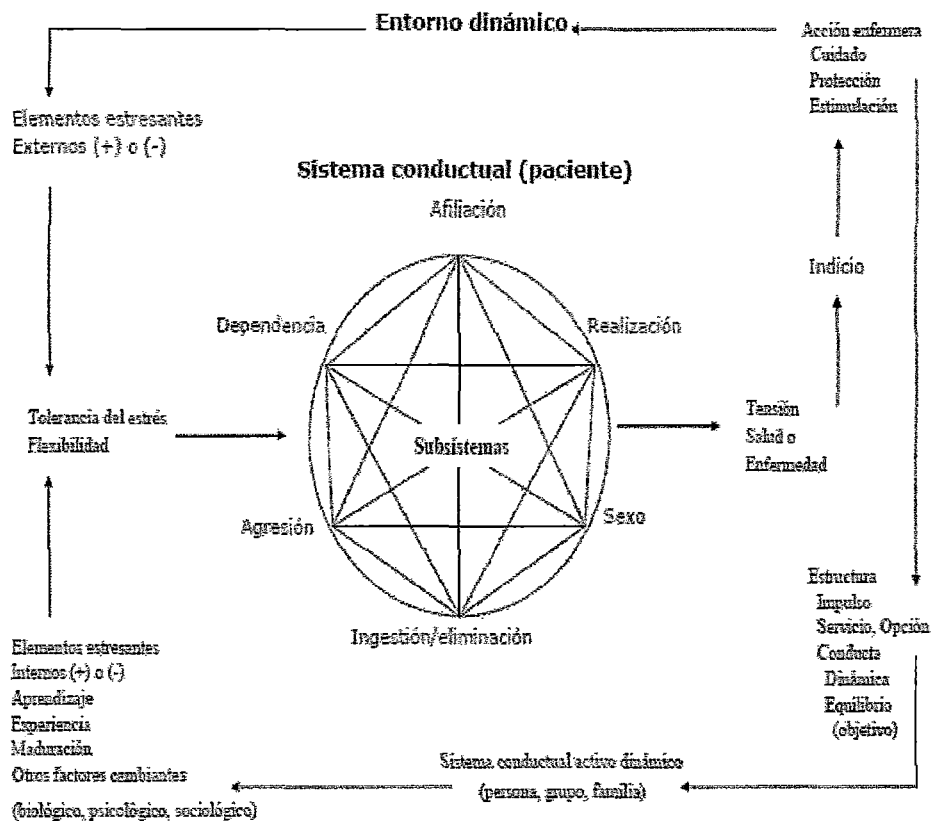 Entorno dinámico
Acción enfermera
Cuidado
Protección
Estimulación
Elementos estresantes
Externos (+) o (-)
Sistema conductual (paciente)
Afiliación
Indicio
Dependencia
Realización
Tolerancia del estrés
Flexibilidad
Subsistemas
Tensión
Salud o
Enfermedad
Agresión
Sexo
Ingestión/eliminación
Estructura
Impulso
Servicio, Opción
Conducta
Dinámica
Equilibrio
(objetivo)
Elementos estresantes
Internos (+) o (-)
Aprendizaje
Experiencia
Maduración
Otros factores cambiantes
(biológico, psicológico, sociológico)
Sistema conductual activo dinámico
(persona, grupo, familia)